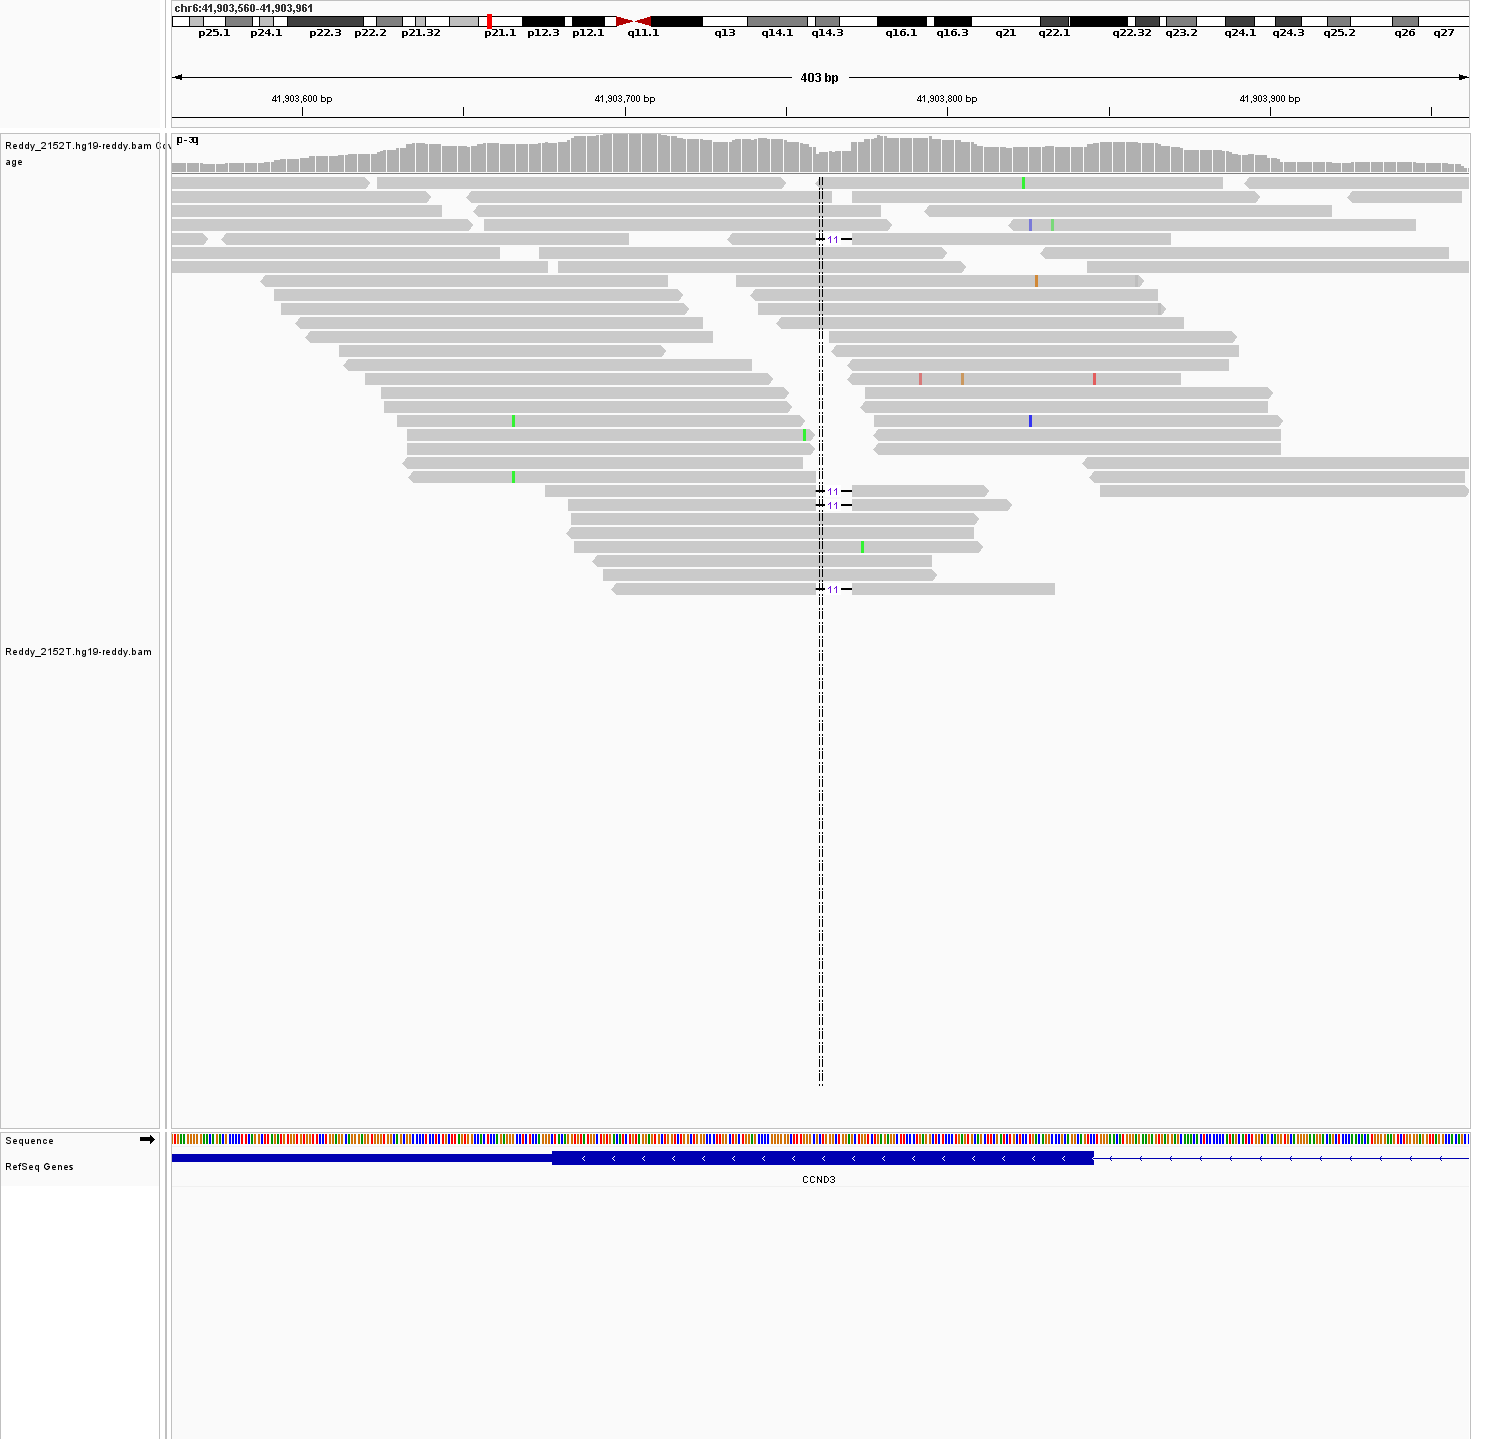 chr6:41,903,560-41,903,961
p25.1 p24.1 p22.3 p22.2 p21.32 p21.1 p12.3 p12.1 q11.1 q13 q14.1 q14.3 q16.1 q16.3 q21 q22.1 q22.32 q23.2 q24.1 q24.3 q25.2 q26 q27
403 bp
41,903,600 bp 41,903,700 bp 41,903,800 bp 41,903,900 bp
Reddy_2152T.hg19-reddy.bam Cov
age
11
11
11
11
Reddy_2152T.hg19-reddy.bam
Sequence
RefSeq Genes
CCND3